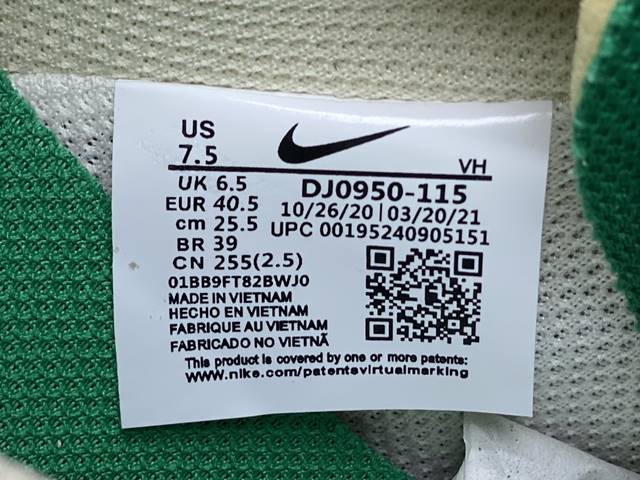 US
7.5
VH
UK 6.5
EUR 40.5
cm 25.5
BR 39
CN 255(2.5)
DJ0950-115
10/26/20 | 03/20/21
UPC 00195240905151
01BB9FT82BWJ0
MADE IN VIETNAM
HECHO EN VIETNAM
FABRIQUE AU VIETNAM
FABRICADO NO VIETNÃ
This product is covered by one or more patents:
www.nike.com/patentsvirtualmarking